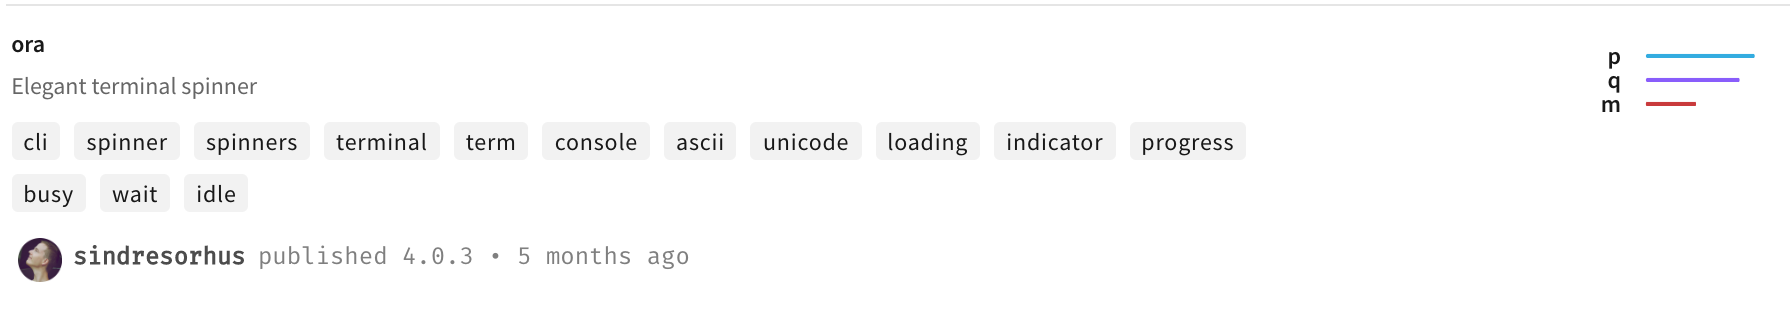 ora
p
Elegant terminal spinner
q
m
cli spinner spinners terminal term console ascii unicode loading indicator progress
busy wait idle
sindresorhus published 4.0.3 • 5 months ago